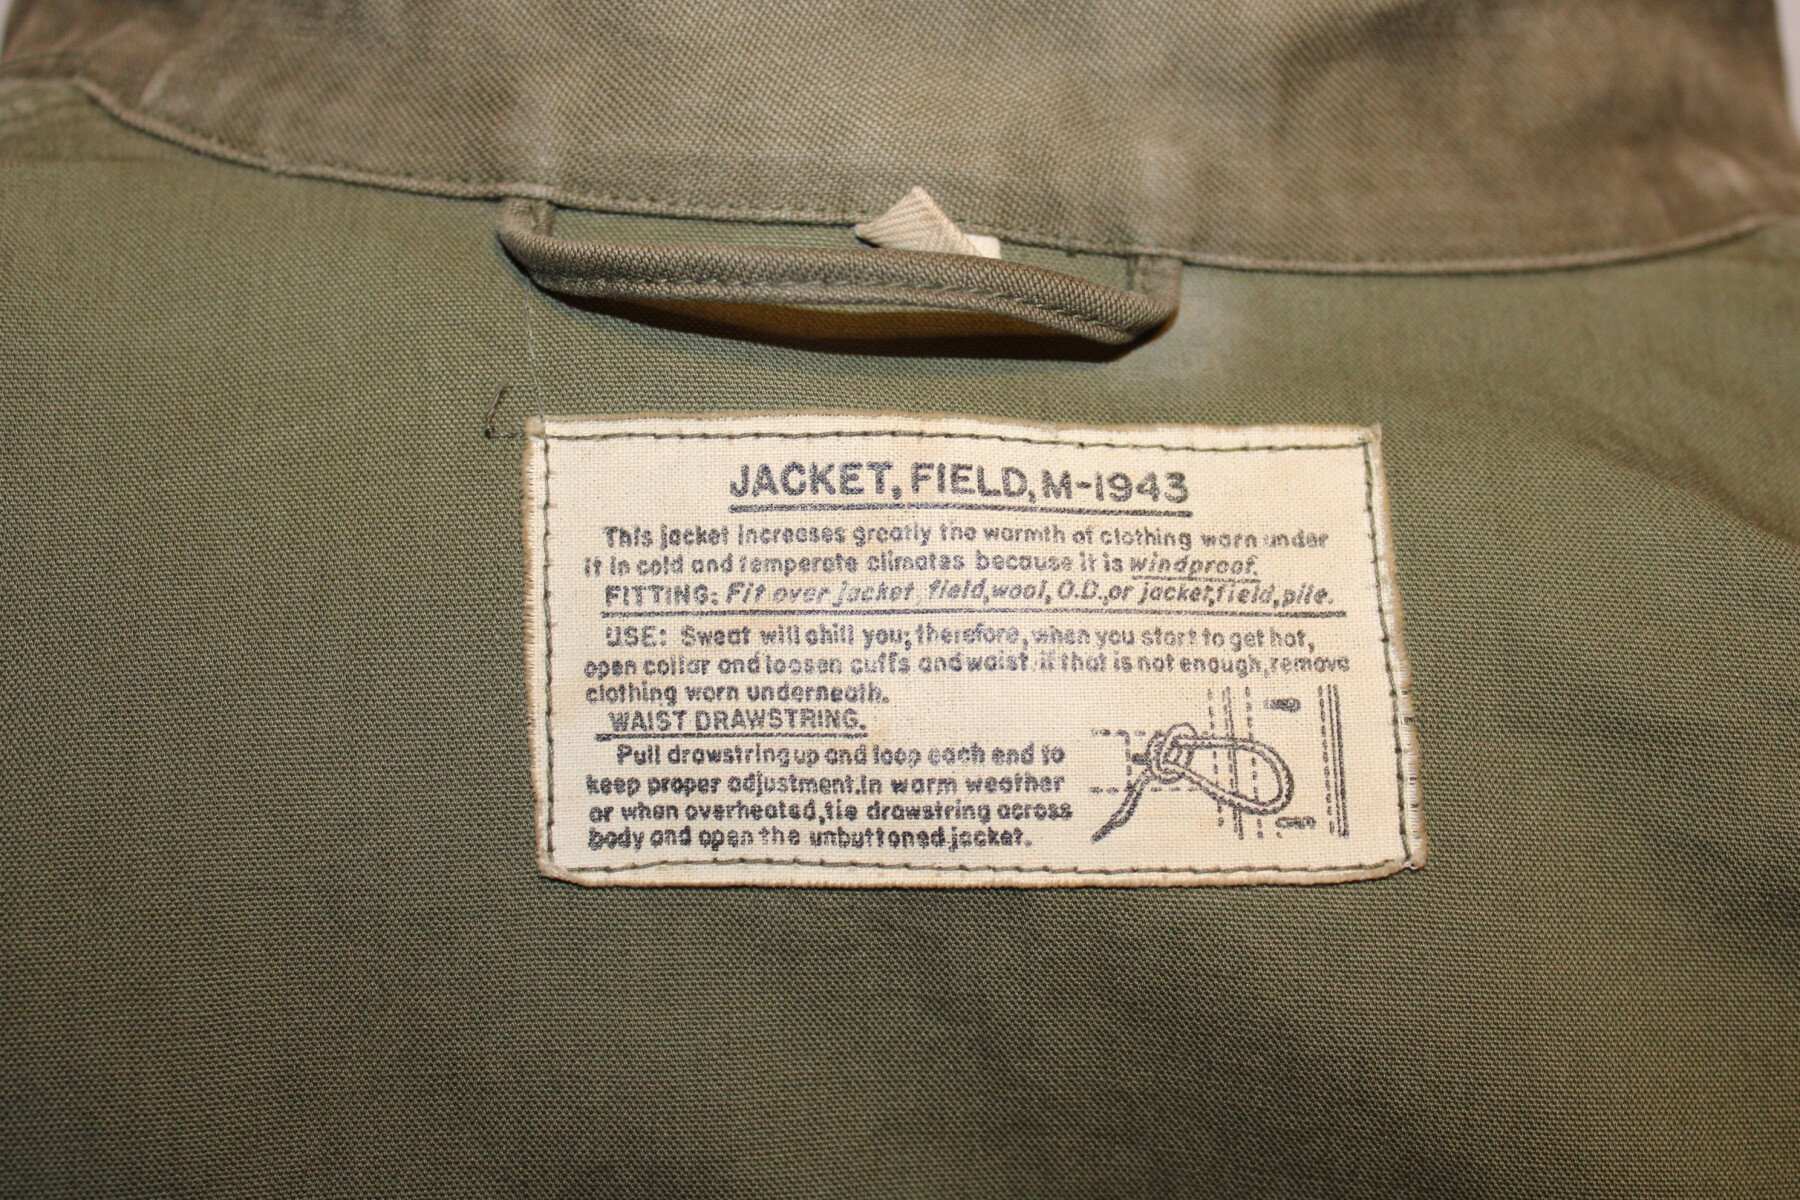 JACKET, FIELD, M-1943
This jacket increases greatly the warmth of clothing worn under
it in cold and temperate climates because it is windproof.
FITTING: Fit over jacket, field, wool, O.D., or jacket, field, pile.
USE: Sweat will chill you; therefore, when you start to get hot,
open collar and loosen cuffs and waist. if that is not enough, remove
clothing worn underneath.
WAIST DRAWSTRING.
Pull drawstring up and loop each end to
keep proper adjustment. In warm weather
or when overheated, tie drawstring across
body and open the unbuttoned jacket.